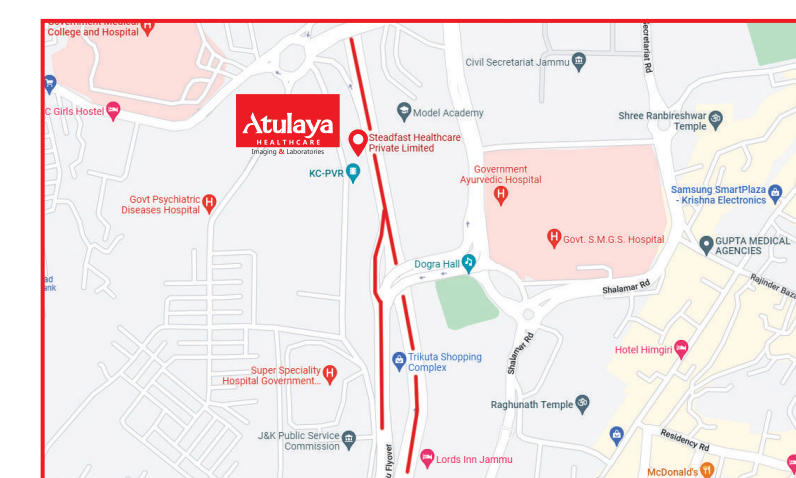 Government Medical
College and Hospital
C Girls Hostel
Atulaya
HEALTHCARE
Imaging & Laboratories
Civil Secretariat Jammu
Secretariat Rd
Model Academy
Steadfast Healthcare
Private Limited
KC-PVR
Shree Ranbireshwar
Temple
Government
Ayurvedic Hospital
Samsung SmartPlaza
- Krishna Electronics
Govt Psychiatric
Diseases Hospital
Govt. S.M.G.S. Hospital
GUPTA MEDICAL
AGENCIES
Dogra Hall
ad
ank
Shalamar Rd
Rajinder Baza
Shalamar Rd
Hotel Himgiri
Trikuta Shopping
Complex
Super Speciality
Hospital Government...
Raghunath Temple
J&K Public Service
Commission
u Flyover
Lords Inn Jammu
Residency Rd
McDonald's